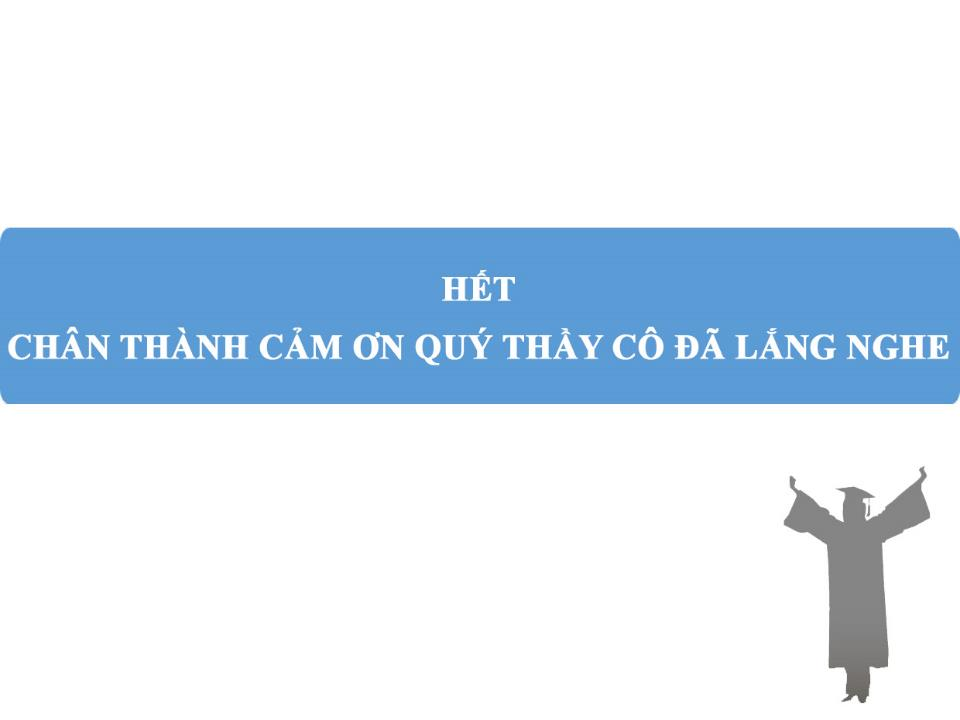 HẾT
CHÂN THÀNH CẢM ƠN QUÝ THẦY CÔ ĐÃ LẮNG NGHE